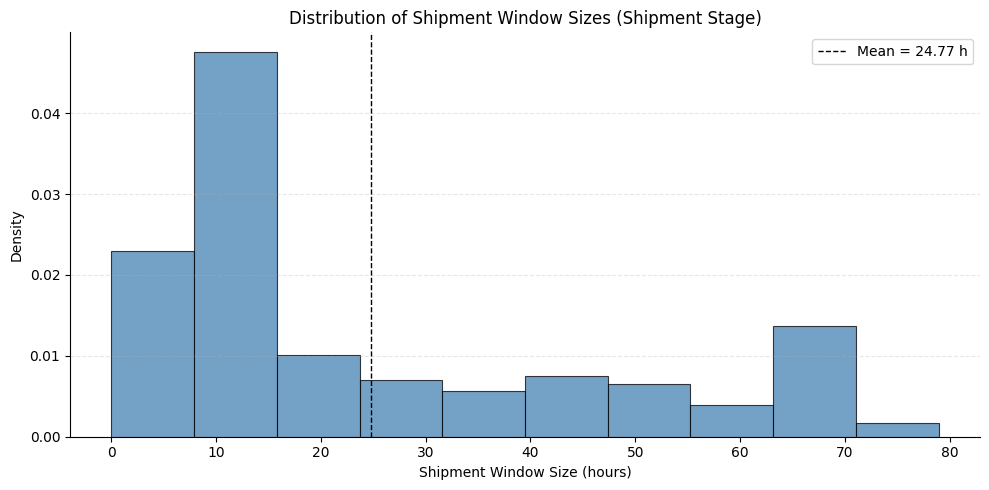 Distribution of Shipment Window Sizes (Shipment Stage)
Mean = 24.77 h
Density
0.04
0.03
0.02
0.01
0.00
0 10 20 30 40 50 60 70 80
Shipment Window Size (hours)